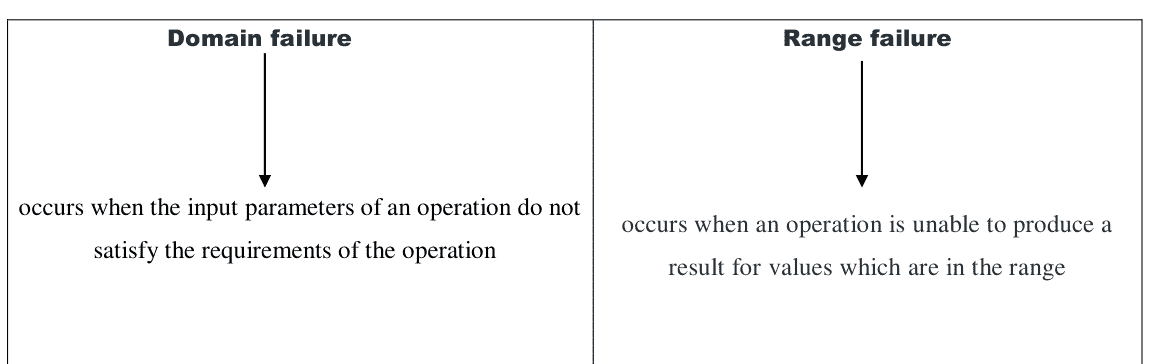 Domain failure
occurs when the input parameters of an operation do not
satisfy the requirements of the operation
Range failure
occurs when an operation is unable to produce a
result for values which are in the range